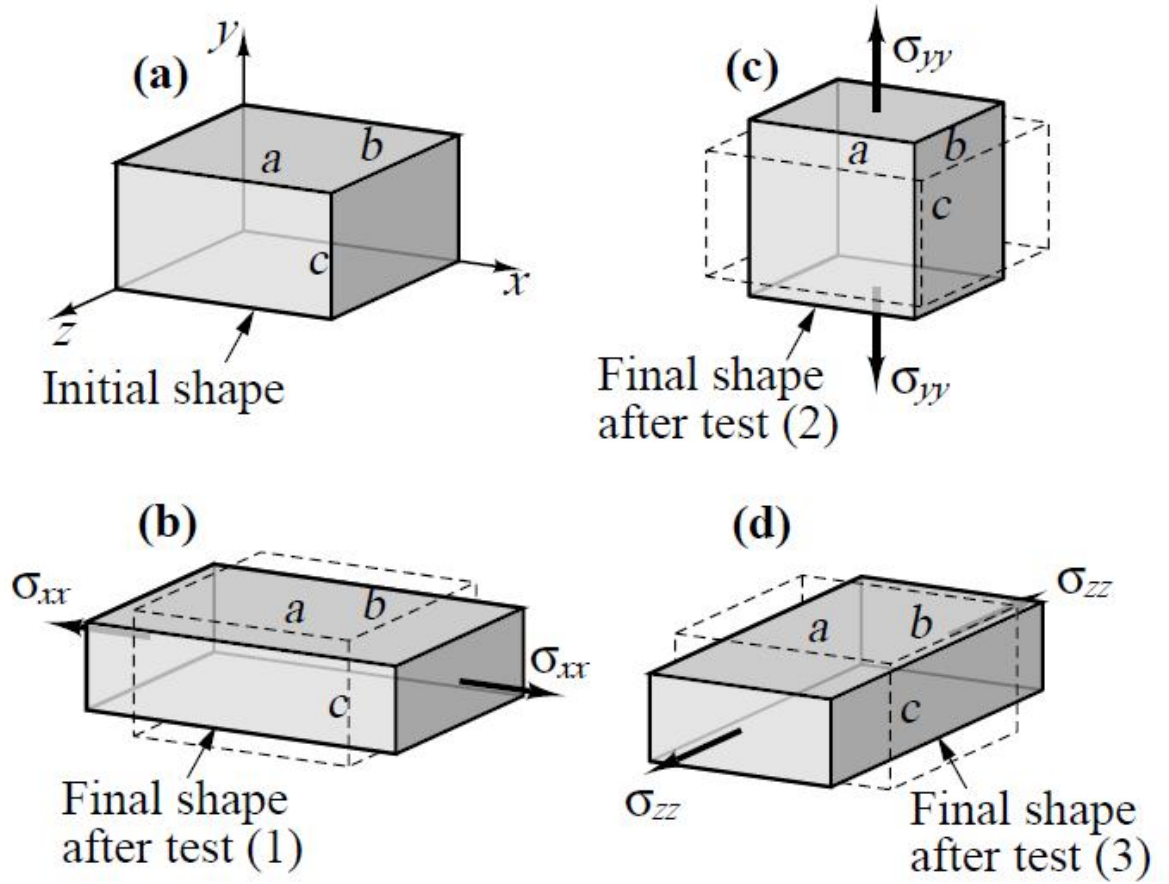 (a)
y
a
b
c
x
z
Initial shape
(c)
σyy
a
b
c
Final shape
after test (2)
σyy
(b)
σxx
a
b
σxx
c
Final shape
after test (1)
(d)
σzz
a
b
c
σzz
Final shape
after test (3)